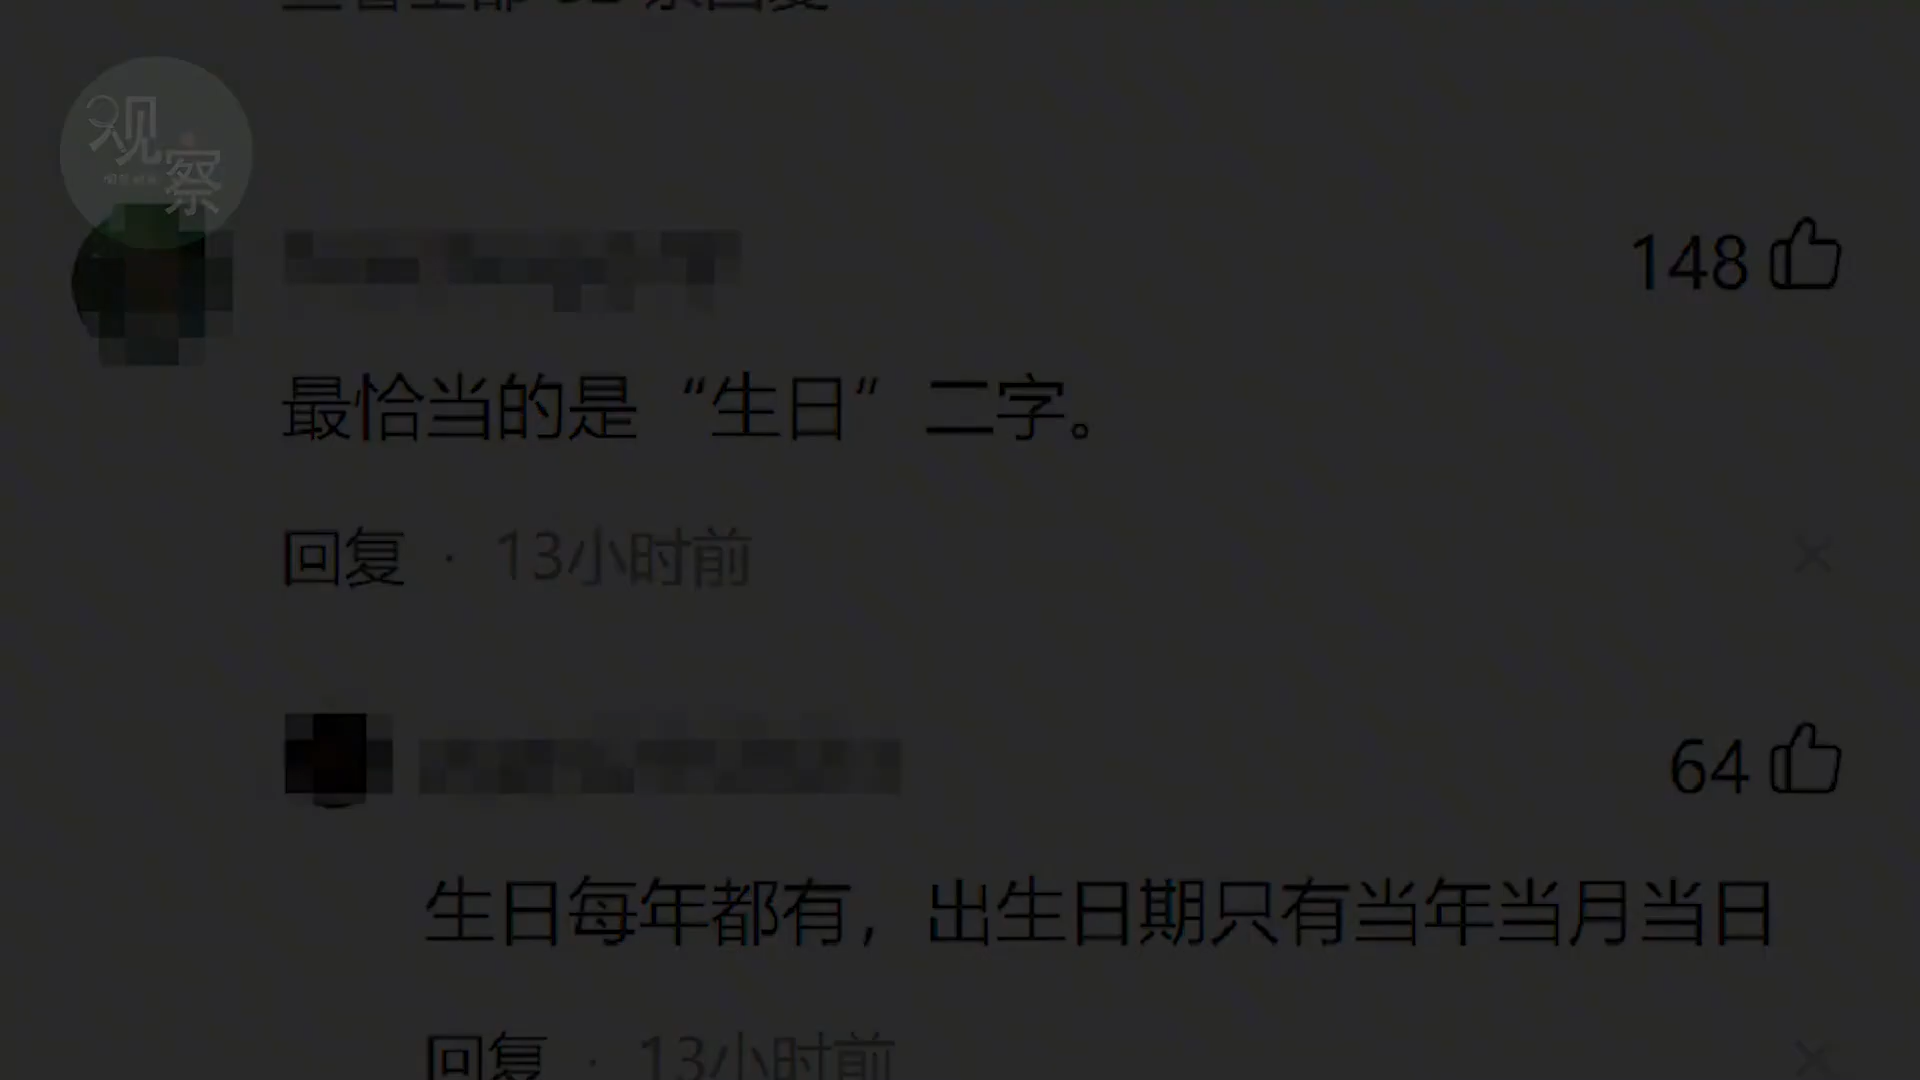 观察
148
最恰当的是“生日”二字。
回复 · 13小时前
64
生日每年都有，出生日期只有当年当月当日
回复 · 13小时前